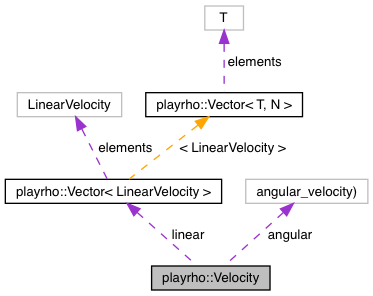 T
elements
LinearVelocity
playrho::Vector< T, N >
elements
< LinearVelocity >
playrho::Vector< LinearVelocity >
angular_velocity)
linear
angular
playrho::Velocity